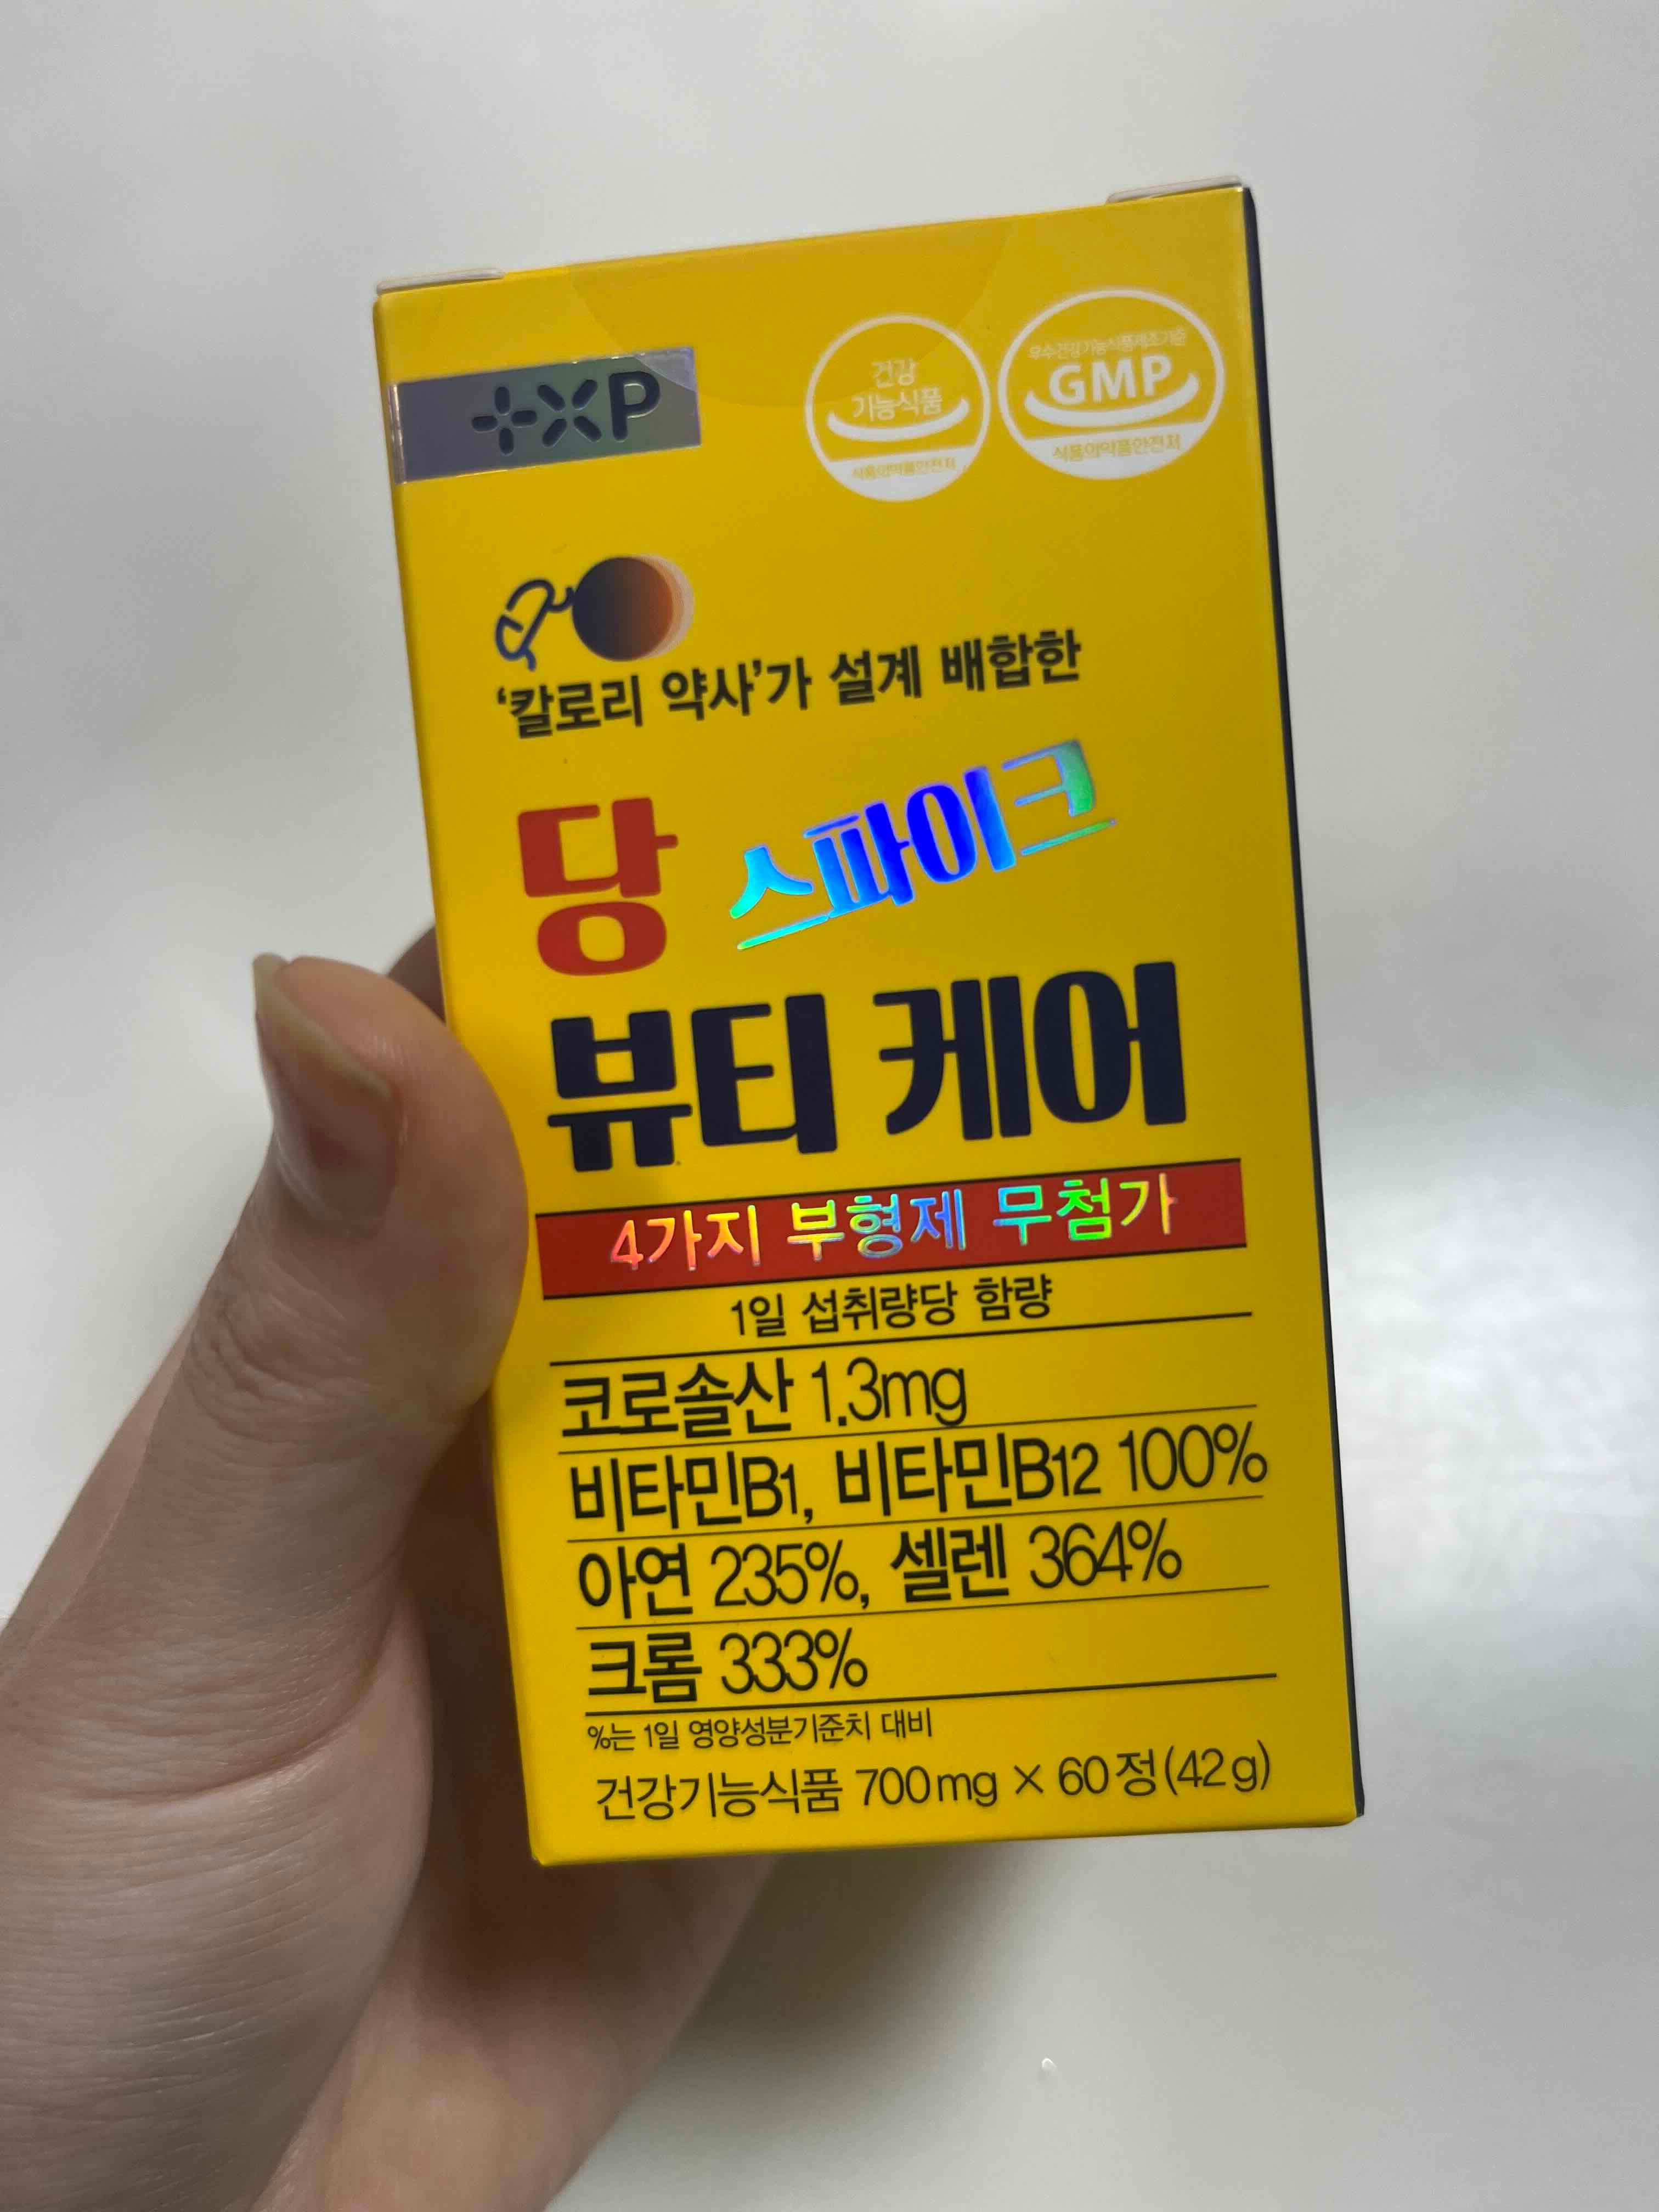 +XP
건강
기능식품
식품의약품안전처
우수건강기능식품제조기준
GMP
식품의약품안전처
'칼로리 약사'가 설계 배합한
당 스파이크
뷰티 케어
4가지 부형제 무첨가
1일 섭취량당 함량
코로솔산 1.3mg
비타민B1, 비타민B12 100%
아연 235%, 셀렌 364%
크롬 333%
%는 1일 영양성분기준치 대비
건강기능식품 700mg × 60정(42g)